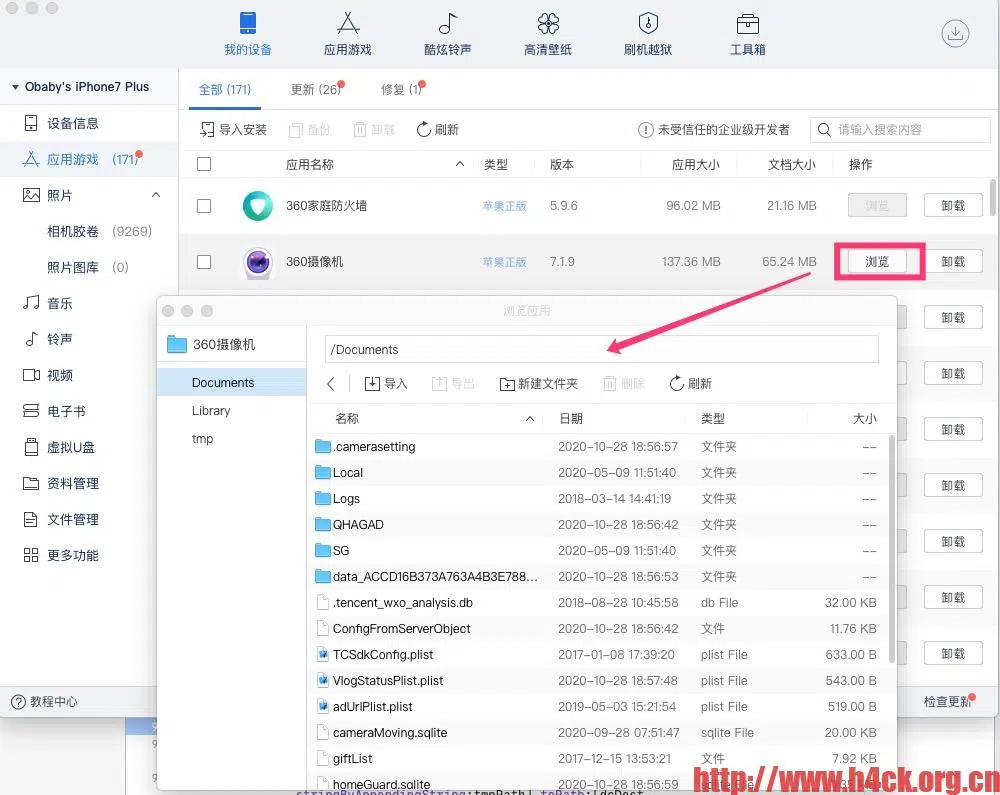 我的设备 应用游戏 酷炫铃声 高清壁纸 刷机越狱 工具箱
Obaby's iPhone7 Plus
全部 (171) 更新 (26) 修复 (1)
设备信息
导入安装 备份 卸载 刷新 未受信任的企业级开发者 请输入搜索内容
应用游戏 (171)
应用名称 类型 版本 应用大小 文档大小 操作
照片
360家庭防火墙 苹果正版 5.9.6 96.02 MB 21.16 MB 浏览 卸载
相机胶卷 (9269)
360摄像机 苹果正版 7.1.9 137.36 MB 65.24 MB 浏览 卸载
照片图库 (0)
音乐
铃声
视频
电子书
虚拟U盘
资料管理
文件管理
更多功能
卸载
卸载
卸载
卸载
卸载
卸载
卸载
教程中心
检查更新
浏览应用
360摄像机
Documents
Library
tmp
/Documents
导入 导出 新建文件夹 删除 刷新
名称 日期 类型 大小
.camerasetting 2020-10-28 18:56:57 文件夹 --
Local 2020-05-09 11:51:40 文件夹 --
Logs 2018-03-14 14:41:19 文件夹 --
QHAGAD 2020-10-28 18:56:42 文件夹 --
SG 2020-05-09 11:51:40 文件夹 --
data_ACCD16B373A763A4B3E788... 2020-10-28 18:56:53 文件夹 --
.tencent_wxo_analysis.db 2018-08-28 10:45:58 db File 32.00 KB
ConfigFromServerObject 2020-10-28 18:56:42 文件 11.76 KB
TCSdkConfig.plist 2017-01-08 17:39:20 plist File 633.00 B
VlogStatusPlist.plist 2020-10-28 18:57:48 plist File 543.00 B
adUrlPlist.plist 2019-05-03 15:21:54 plist File 519.00 B
cameraMoving.sqlite 2020-09-28 07:51:47 sqlite File 20.00 KB
giftList 2017-12-15 13:53:21 文件 7.92 KB
homeGuard.sqlite 2020-10-28 18:56:59
http://www.h4ck.org.cn